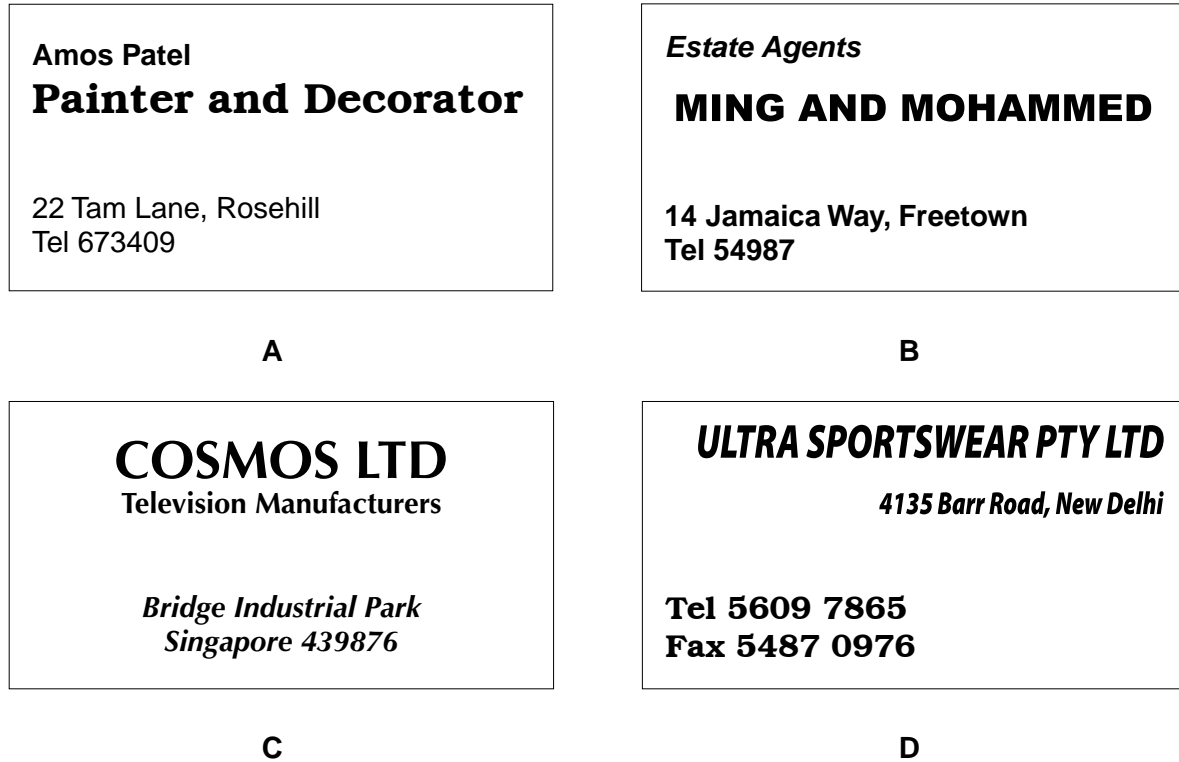 Amos Patel
Painter and Decorator
22 Tam Lane, Rosehill
Tel 673409
A
Estate Agents
MING AND MOHAMMED
14 Jamaica Way, Freetown
Tel 54987
B
COSMOS LTD
Television Manufacturers
Bridge Industrial Park
Singapore 439876
C
ULTRA SPORTSWEAR PTY LTD
4135 Barr Road, New Delhi
Tel 5609 7865
Fax 5487 0976
D